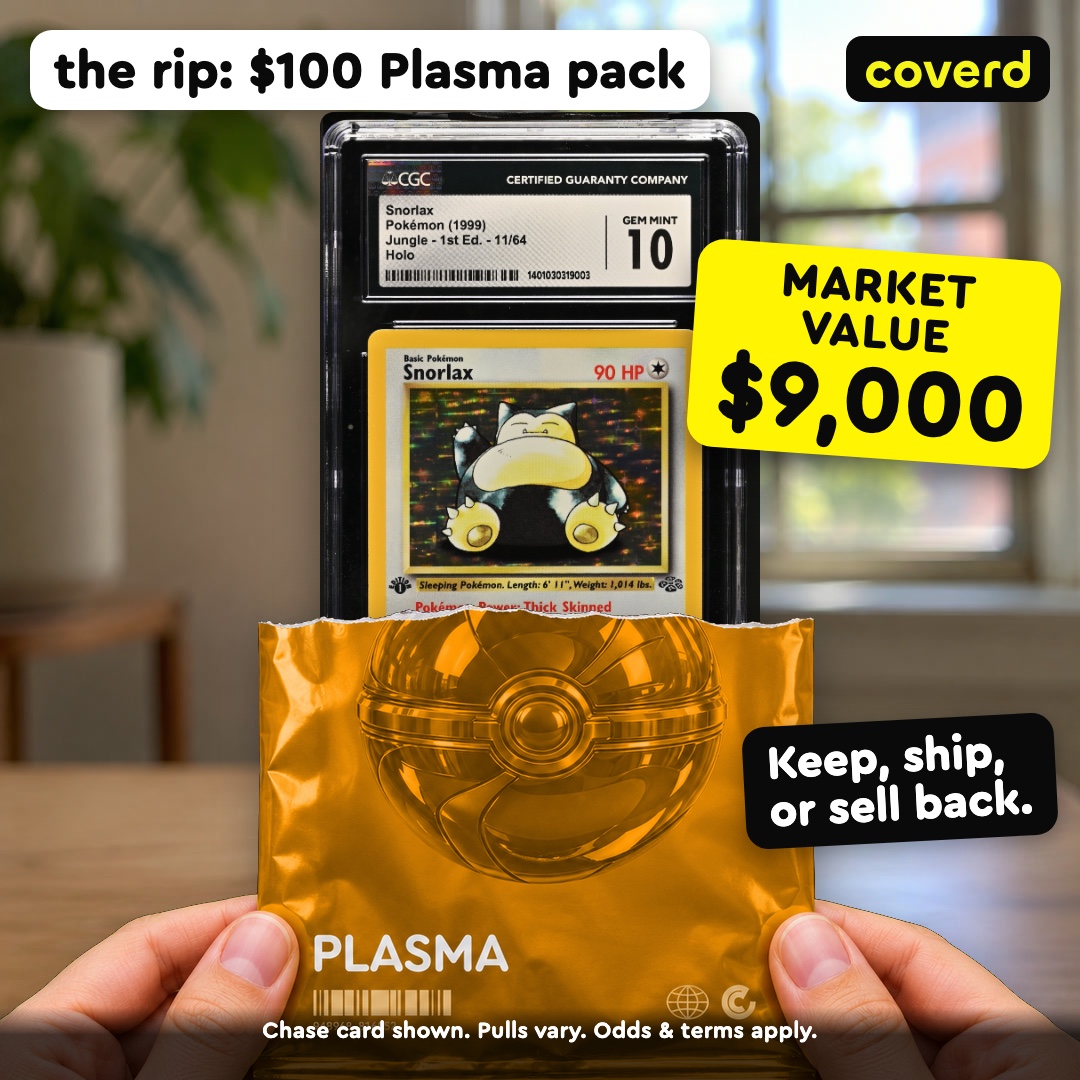 the rip: $100 Plasma pack
coverd
CGC
CERTIFIED GUARANTY COMPANY
Snorlax
Pokémon (1999)
Jungle - 1st Ed. - 11/64
Holo
1401030319003
GEM MINT
10
MARKET
VALUE
$9,000
Basic Pokémon
Snorlax
90 HP
Sleeping Pokémon. Length: 6' 11", Weight: 1,014 lbs.
Pokémon Power: Thick Skinned
Keep, ship,
or sell back.
PLASMA
Chase card shown. Pulls vary. Odds & terms apply.